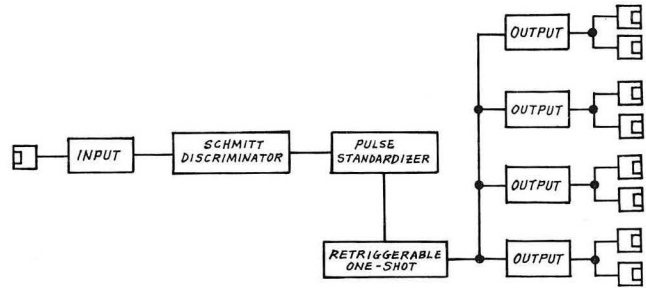 OUTPUT
OUTPUT
INPUT
SCHMITT
DISCRIMINATOR
PULSE
STANDARDIZER
OUTPUT
RETRIGGERABLE
ONE-SHOT
OUTPUT